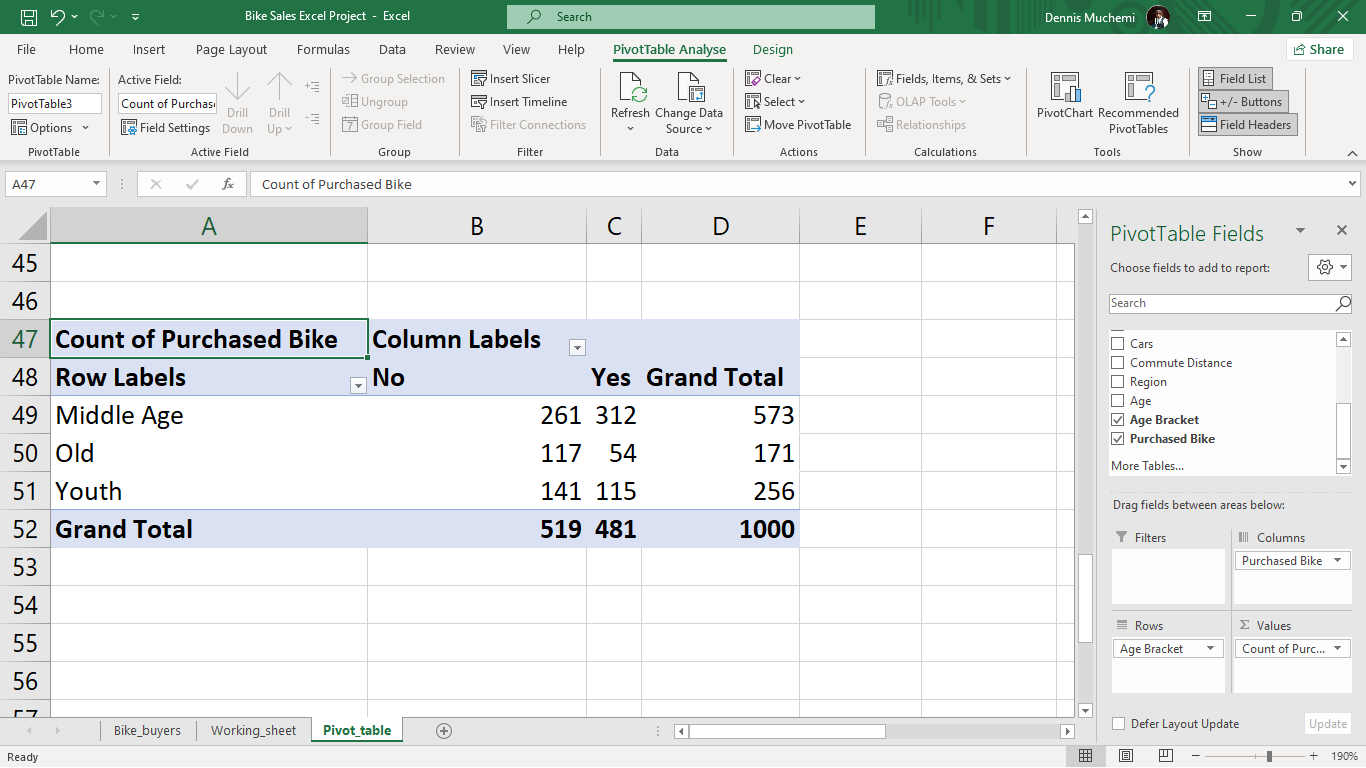 Bike Sales Excel Project - Excel
Search
Dennis Muchemi
File Home Insert Page Layout Formulas Data Review View Help PivotTable Analyse Design
Share
PivotTable Name:
PivotTable3
Options
PivotTable
Active Field:
Count of Purchas
Field Settings
Drill Down
Drill Up
Active Field
Group Selection
Ungroup
Group Field
Group
Insert Slicer
Insert Timeline
Filter Connections
Filter
Refresh
Change Data Source
Data
Clear
Select
Move PivotTable
Actions
Fields, Items, & Sets
OLAP Tools
Relationships
Calculations
PivotChart
Recommended PivotTables
Tools
Field List
+/- Buttons
Field Headers
Show
A47
fx
Count of Purchased Bike
A B C D E F
45
46
47 Count of Purchased Bike Column Labels
48 Row Labels No Yes Grand Total
49 Middle Age 261 312 573
50 Old 117 54 171
51 Youth 141 115 256
52 Grand Total 519 481 1000
53
54
55
56
57
PivotTable Fields
Choose fields to add to report:
Search
Cars
Commute Distance
Region
Age
Age Bracket
Purchased Bike
More Tables...
Drag fields between areas below:
Filters
Columns
Purchased Bike
Rows
Age Bracket
Σ Values
Count of Purc...
Defer Layout Update
Update
Bike_buyers Working_sheet Pivot_table
Ready
190%